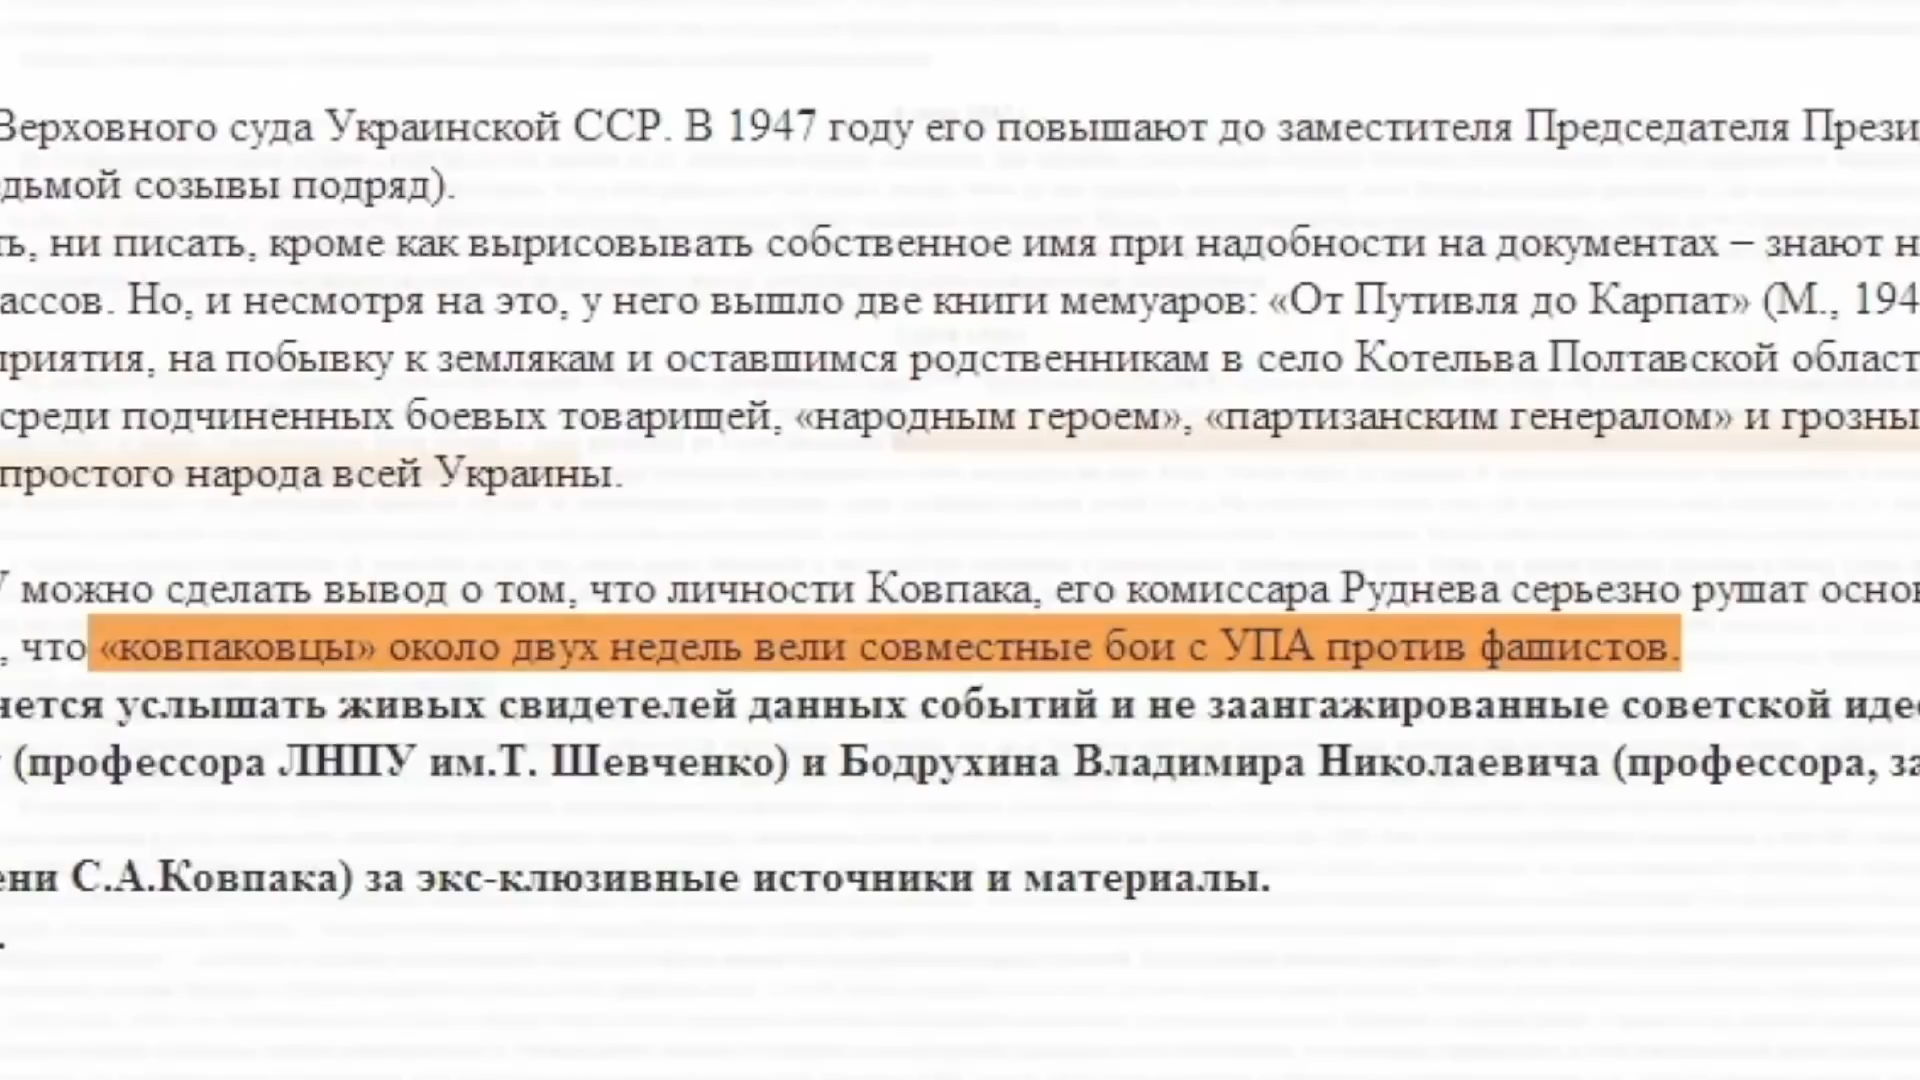 Верховного суда Украинской ССР. В 1947 году его повышают до заместителя Председателя Прези
дьмой созывы подряд).
ть, ни писать, кроме как вырисовывать собственное имя при надобности на документах – знают н
ассов. Но, и несмотря на это, у него вышло две книги мемуаров: «От Путивля до Карпат» (М., 194
приятия, на побывку к землякам и оставшимся родственникам в село Котельва Полтавской област
среди подчиненных боевых товарищей, «народным героем», «партизанским генералом» и грозны
простого народа всей Украины.
У можно сделать вывод о том, что личности Ковпака, его комиссара Руднева серьезно рушат осно
, что «ковпаковцы» около двух недель вели совместные бои с УПА против фашистов.
нется услышать живых свидетелей данных событий и не заангажированные советской идео
(профессора ЛНПУ им.Т. Шевченко) и Бодрухина Владимира Николаевича (профессора, за
ени С.А.Ковпака) за экс-клюзивные источники и материалы.
.